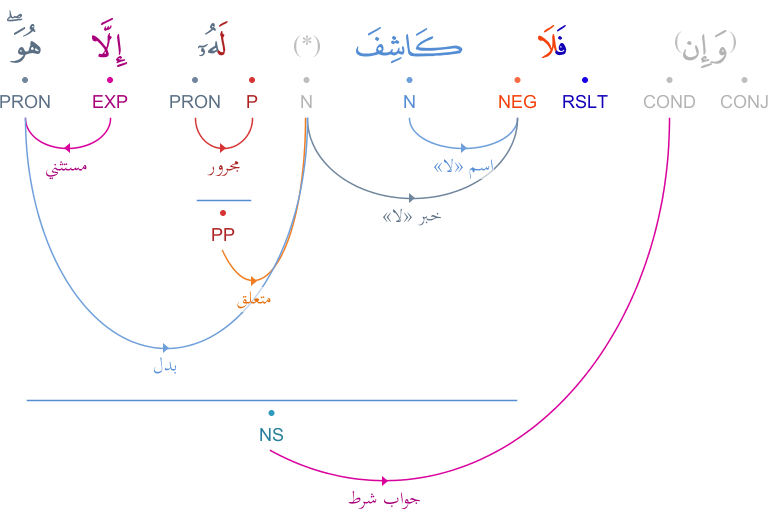 (وَإِن) فَلَا كَاشِفَ (*) لَهُۥٓ إِلَّا هُوَ ۖ
CONJ COND RSLT NEG N N P PRON EXP PRON
مستثني مجرور اسم «لا»
خبر «لا»
PP
متعلق
بدل
NS
جواب شرط